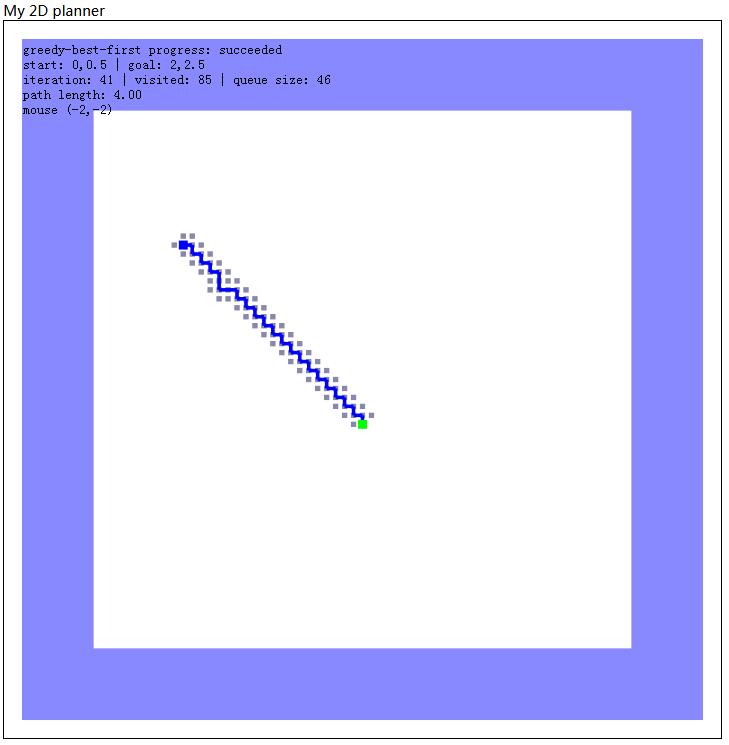 My 2D planner
greedy-best-first progress: succeeded
start: 0,0.5 | goal: 2,2.5
iteration: 41 | visited: 85 | queue size: 46
path length: 4.00
mouse (-2,-2)